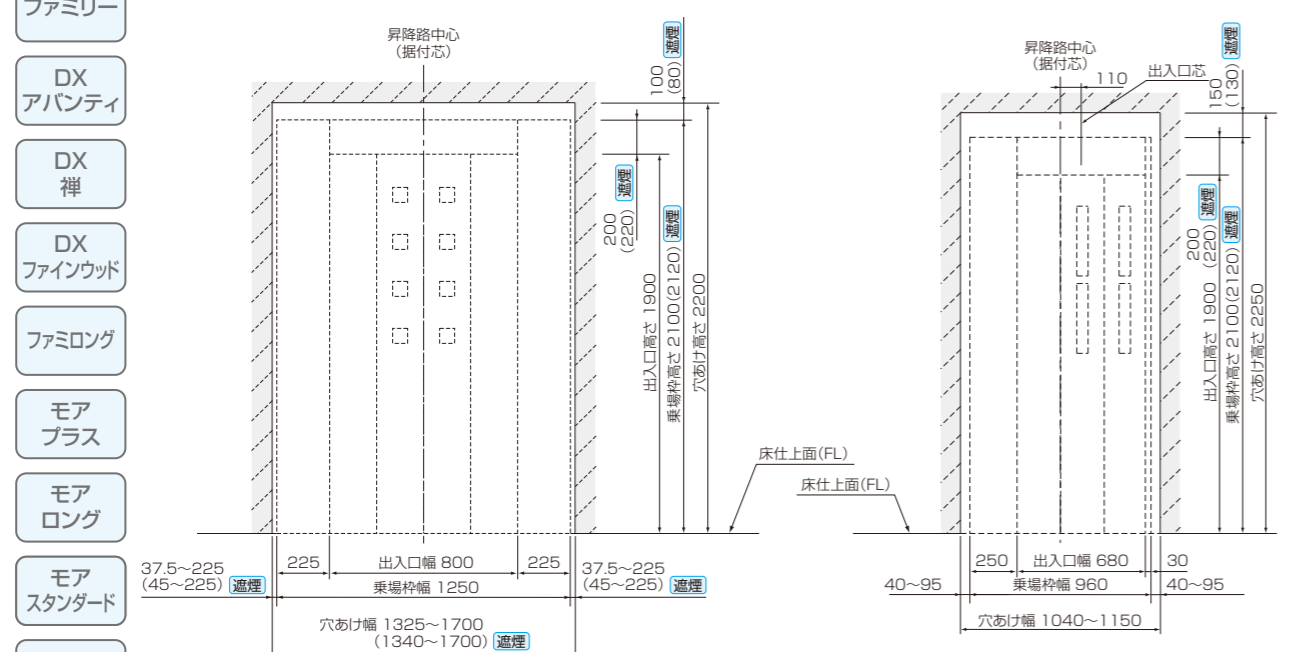 ファミリー
DX
アバンティ
DX
禅
DX
ファインウッド
ファミロング
モア
プラス
モア
ロング
モア
スタンダード
昇降路中心
(据付芯)
100
(80) 遮煙
200
(220) 遮煙
出入口高さ 1900
乗場枠高さ 2100(2120) 遮煙
穴あけ高さ 2200
床仕上面(FL)
225
出入口幅 800
225
37.5~225
(45~225) 遮煙
乗場枠幅 1250
37.5~225
(45~225) 遮煙
穴あけ幅 1325~1700
(1340~1700) 遮煙
昇降路中心
(据付芯)
110
出入口芯
150
(130) 遮煙
200
(220) 遮煙
出入口高さ 1900
乗場枠高さ 2100(2120) 遮煙
穴あけ高さ 2250
床仕上面(FL)
250
出入口幅 680
30
40~95
乗場枠幅 960
40~95
穴あけ幅 1040~1150